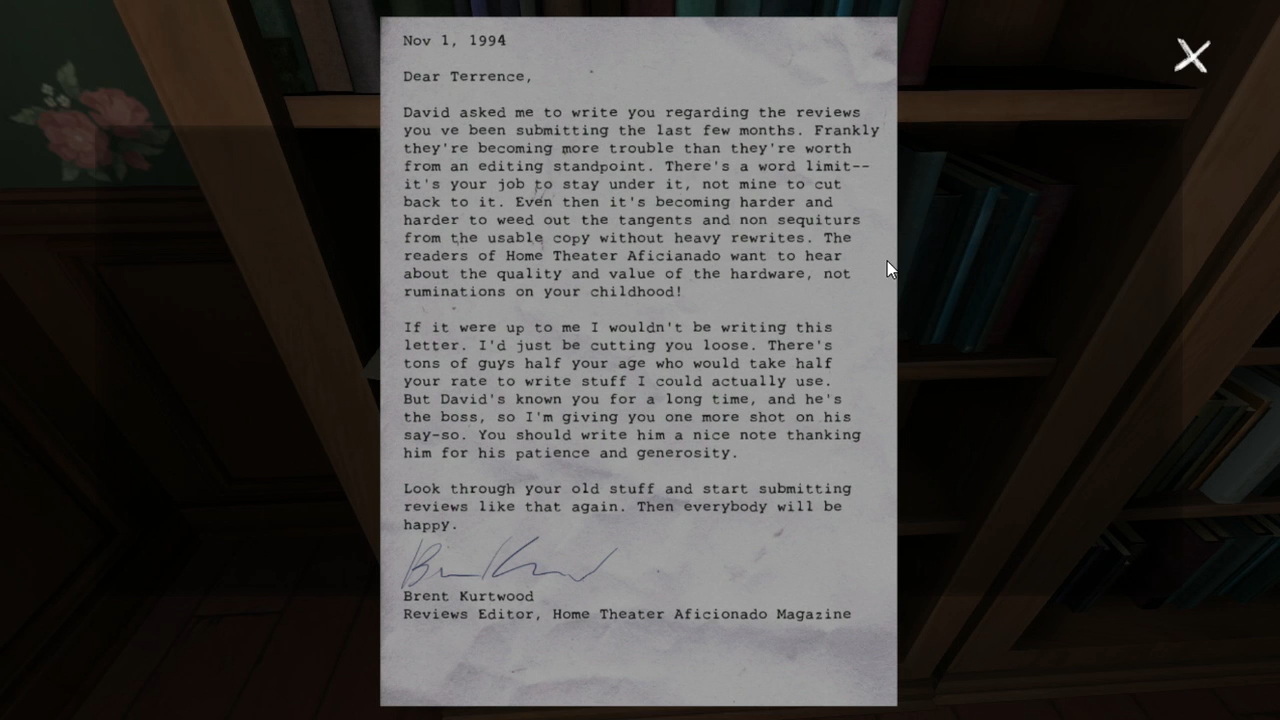 Nov 1, 1994
Dear Terrence,
David asked me to write you regarding the reviews
you ve been submitting the last few months. Frankly
they're becoming more trouble than they're worth
from an editing standpoint. There's a word limit--
it's your job to stay under it, not mine to cut
back to it. Even then it's becoming harder and
harder to weed out the tangents and non sequiturs
from the usable copy without heavy rewrites. The
readers of Home Theater Aficianado want to hear
about the quality and value of the hardware, not
ruminations on your childhood!
If it were up to me I wouldn't be writing this
letter. I'd just be cutting you loose. There's
tons of guys half your age who would take half
your rate to write stuff I could actually use.
But David's known you for a long time, and he's
the boss, so I'm giving you one more shot on his
say-so. You should write him a nice note thanking
him for his patience and generosity.
Look through your old stuff and start submitting
reviews like that again. Then everybody will be
happy.
Brent Kurtwood
Reviews Editor, Home Theater Aficionado Magazine